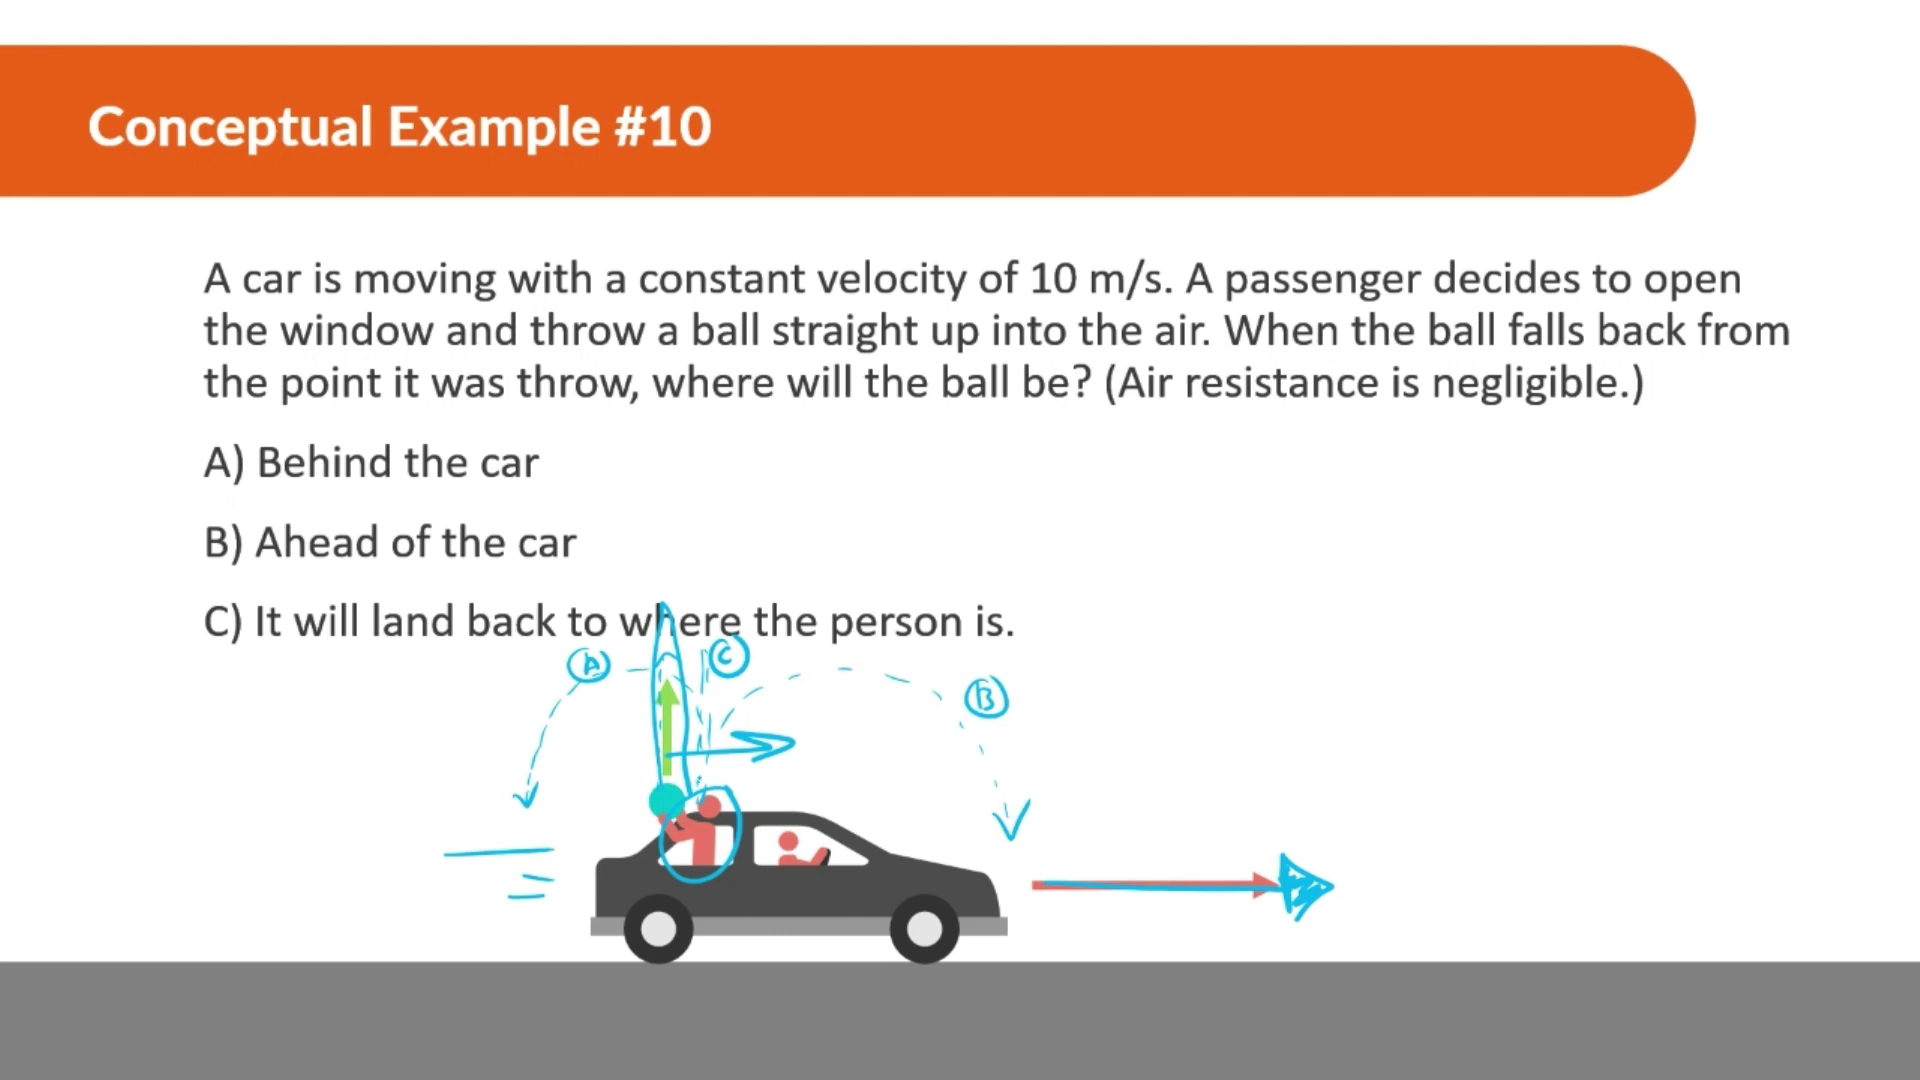 Conceptual Example #10
A car is moving with a constant velocity of 10 m/s. A passenger decides to open
the window and throw a ball straight up into the air. When the ball falls back from
the point it was throw, where will the ball be? (Air resistance is negligible.)
A) Behind the car
B) Ahead of the car
C) It will land back to where the person is.
A
C
B